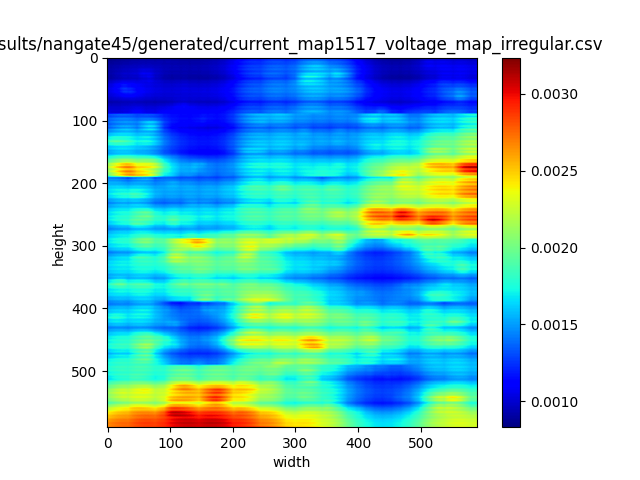 sults/nangate45/generated/current_map1517_voltage_map_irregular.csv
0
100
200
300
400
500
height
0 100 200 300 400 500
width
0.0030
0.0025
0.0020
0.0015
0.0010